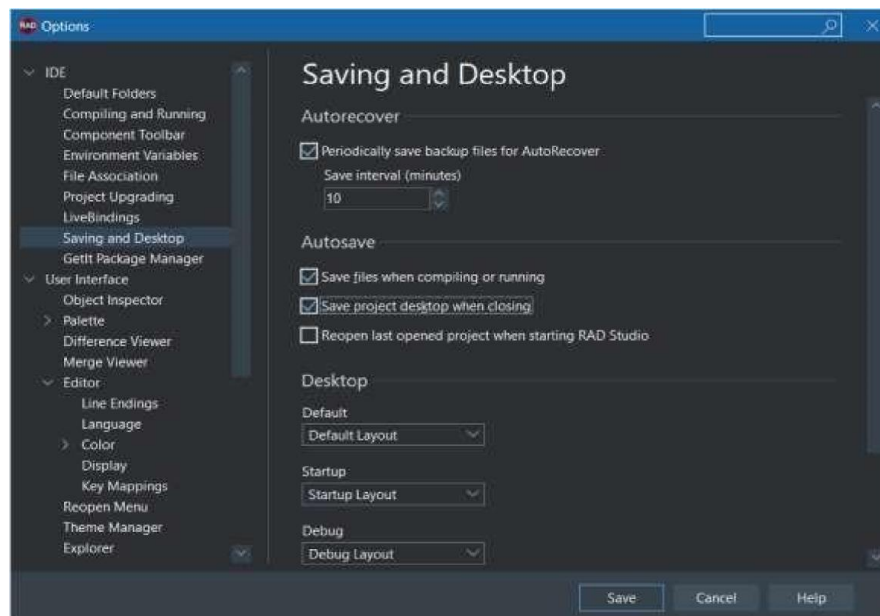 RAD Options
IDE
Default Folders
Compiling and Running
Component Toolbar
Environment Variables
File Association
Project Upgrading
LiveBindings
Saving and Desktop
GetIt Package Manager
User Interface
Object Inspector
Palette
Difference Viewer
Merge Viewer
Editor
Line Endings
Language
Color
Display
Key Mappings
Reopen Menu
Theme Manager
Explorer
Saving and Desktop
Autorecover
Periodically save backup files for AutoRecover
Save interval (minutes)
10
Autosave
Save files when compiling or running
Save project desktop when closing
Reopen last opened project when starting RAD Studio
Desktop
Default
Default Layout
Startup
Startup Layout
Debug
Debug Layout
Save Cancel Help